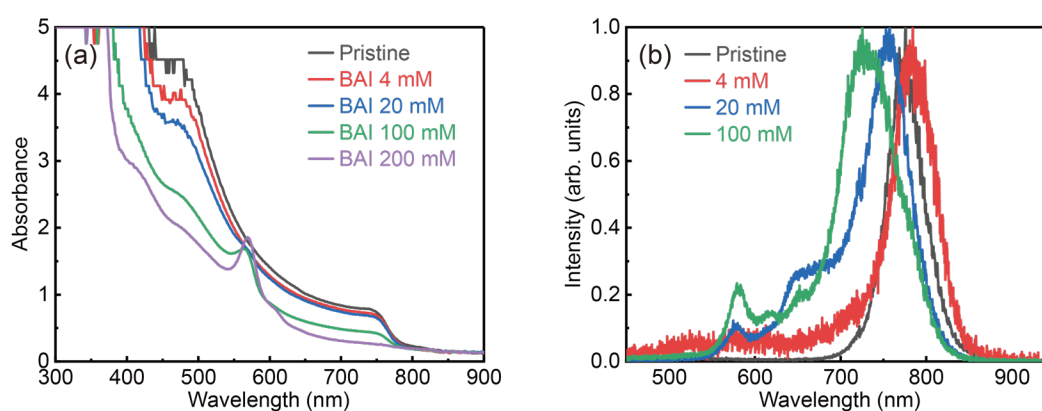 (a)
Pristine
BAI 4 mM
BAI 20 mM
BAI 100 mM
BAI 200 mM
Absorbance
5
4
3
2
1
0
300 400 500 600 700 800 900
Wavelength (nm)
(b)
Pristine
4 mM
20 mM
100 mM
Intensity (arb. units)
1.0
0.8
0.6
0.4
0.2
0.0
500 600 700 800 900
Wavelength (nm)